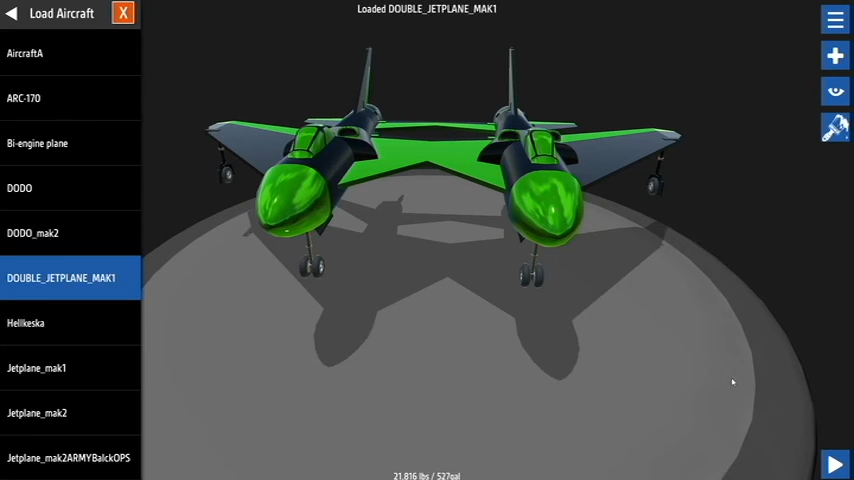 Load Aircraft
X
Loaded DOUBLE_JETPLANE_MAK1
AircraftA
ARC-170
Bi-engine plane
DODO
DODO_mak2
DOUBLE_JETPLANE_MAK1
Hellkeska
Jetplane_mak1
Jetplane_mak2
Jetplane_mak2ARMYBalckOPS
21,816 lbs / 527gal